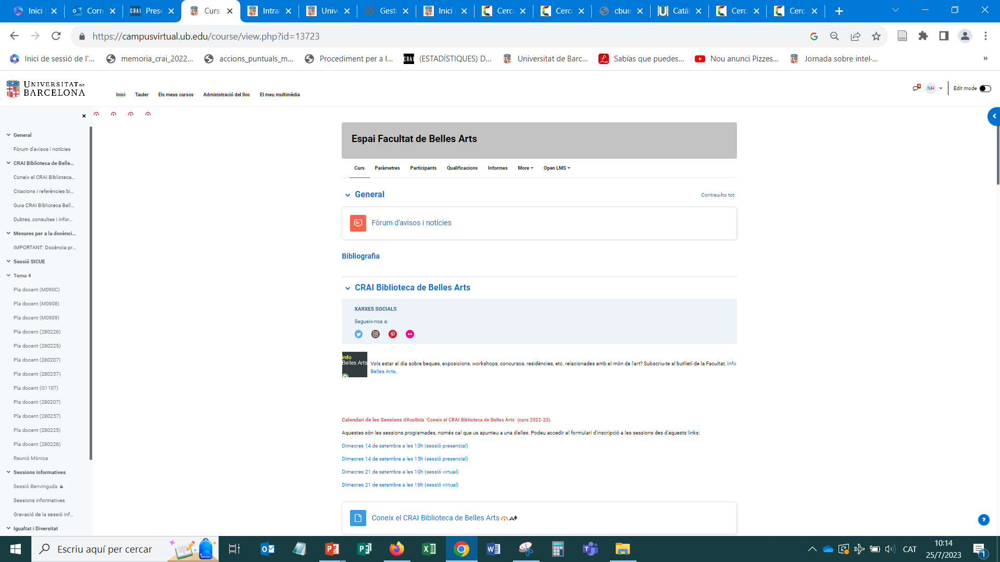 Inici
Corre
CRAI
Prese
Curs:
Intra
Unive
Gesti
Inici
Cerca
Cerca
cbue
Catál
Cerca
Cerca
https://campusvirtual.ub.edu/course/view.php?id=13723
Inici de sessió de l'...
memoria_crai_2022...
accions_puntuals_m...
Procediment per a l...
(ESTADÍSTIQUES) D...
Universitat de Barc...
Sabías que puedes...
Nou anunci Pizzes...
Jornada sobre intel·...
»
UNIVERSITAT DE
BARCELONA
Inici
Tauler
Els meus cursos
Administració del lloc
El meu multimèdia
NH
Edit mode
General
Fòrum d'avisos i notícies
CRAI Biblioteca de Belle...
Coneix el CRAI Biblioteca...
Citacions i referències bi...
Guia CRAI Biblioteca Bell...
Dubtes, consultes i infor...
Mesures per a la docènci...
IMPORTANT: Docència pr...
Sessió SICUE
Tema 4
Pla docent (M090C)
Pla docent (M0908)
Pla docent (M0909)
Pla docent (280226)
Pla docent (280225)
Pla docent (280207)
Pla docent (280257)
Pla docent (G1107)
Pla docent (280207)
Pla docent (280257)
Pla docent (280225)
Pla docent (280226)
Reunió Mònica
Sessions informatives
Sessió Benvinguda
Sessions informatives
Gravació de la sessió inf...
Igualtat i Diversitat
Espai Facultat de Belles Arts
Curs
Paràmetres
Participants
Qualificacions
Informes
More
Open LMS
General
Contreu-ho tot
Fòrum d'avisos i notícies
Bibliografia
CRAI Biblioteca de Belles Arts
XARXES SOCIALS
Segueix-nos a:
info
Belles Arts
Vols estar al dia sobre beques, exposicions, workshops, concursos, residències, etc. relacionades amb el món de l'art? Subscriu-te al butlletí de la Facultat, Info
Belles Arts.
Calendari de les Sessions d'Acollida "Coneix el CRAI Biblioteca de Belles Arts" (curs 2022-23).
Aquestes són les sessions programades, només cal que us apunteu a una d'elles. Podeu accedir al formulari d'inscripció a les sessions des d'aquests links:
Dimecres 14 de setembre a les 13h (sessió presencial)
Dimecres 14 de setembre a les 15h (sessió presencial)
Dimecres 21 de setembre a les 10h (sessió virtual)
Dimecres 21 de setembre a les 16h (sessió virtual)
Coneix el CRAI Biblioteca de Belles Arts
?
Escriu aquí per cercar
CAT
10:14
25/7/2023
1